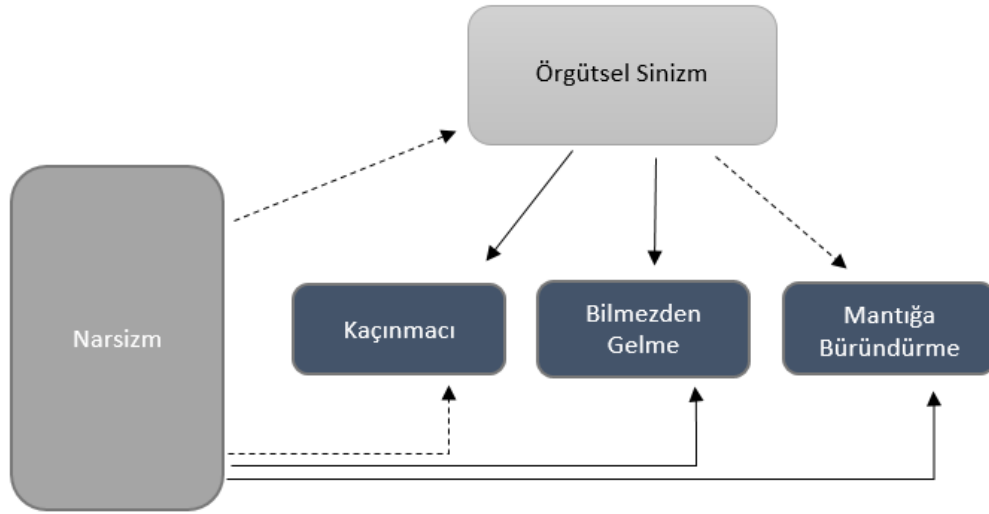 Örgütsel Sinizm
Narsizm
Kaçınmacı
Bilmezden
Gelme
Mantığa
Büründürme